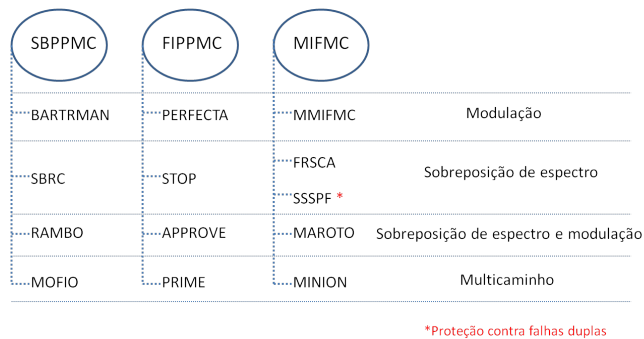 SBPPMC FIPPMC MIFMC
BARTRMAN PERFECTA MMIFMC Modulação
FRSCA
SBRC STOP Sobreposição de espectro
SSSPF *
RAMBO APPROVE MAROTO Sobreposição de espectro e modulação
MOFIO PRIME MINION Multicaminho
*Proteção contra falhas duplas